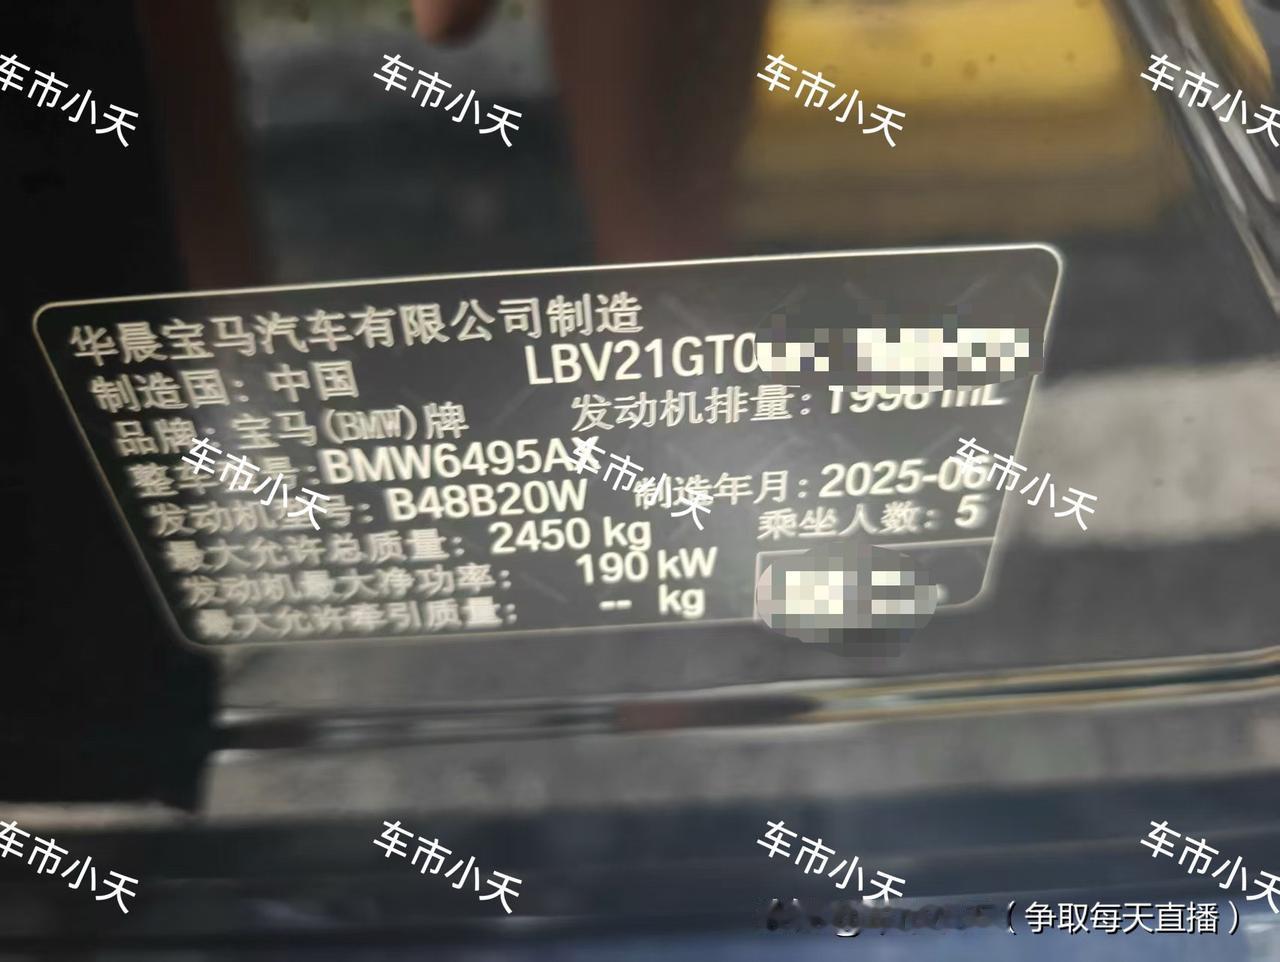 车市小天
车市小天
车市小天
车市小天
华晨宝马汽车有限公司制造
制造国：中国
LBV21GT0
品牌：宝马(BMW)牌
发动机排量：1998 mL
整车型号：BMW6495AX
发动机型号：B48B20W
制造年月：2025-06
最大允许总质量：2450 kg
乘坐人数：5
发动机最大净功率：190 kW
最大允许牵引质量：-- kg
车市小天
车市小天
车市小天
车市小天
车市小天
车市小天
车市小天
（争取每天直播）